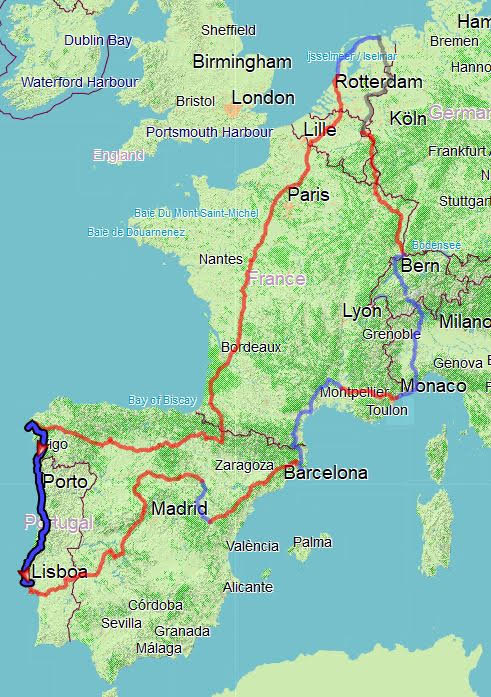 Sheffield
Ham
Dublin Bay
Bremen
Birmingham
ijsselmeer / Iselmar
Hanno
Waterford Harbour
Rotterdam
Bristol
London
German
Köln
Portsmouth Harbour
Lille
England
Frankfurt A
N
Paris
Stuttgart
Baie Du Mont Saint-Michel
Baie de Douarnenez
Bodensee
Nantes
Bern
France
Lyon
Milano
Grenoble
Bordeaux
Genova
Monaco
Montpellier
Bay of Biscay
Toulon
igo
Zaragoza
Barcelona
Porto
Madrid
Portugal
València
Palma
Lisboa
Alicante
Córdoba
Sevilla
Granada
Málaga